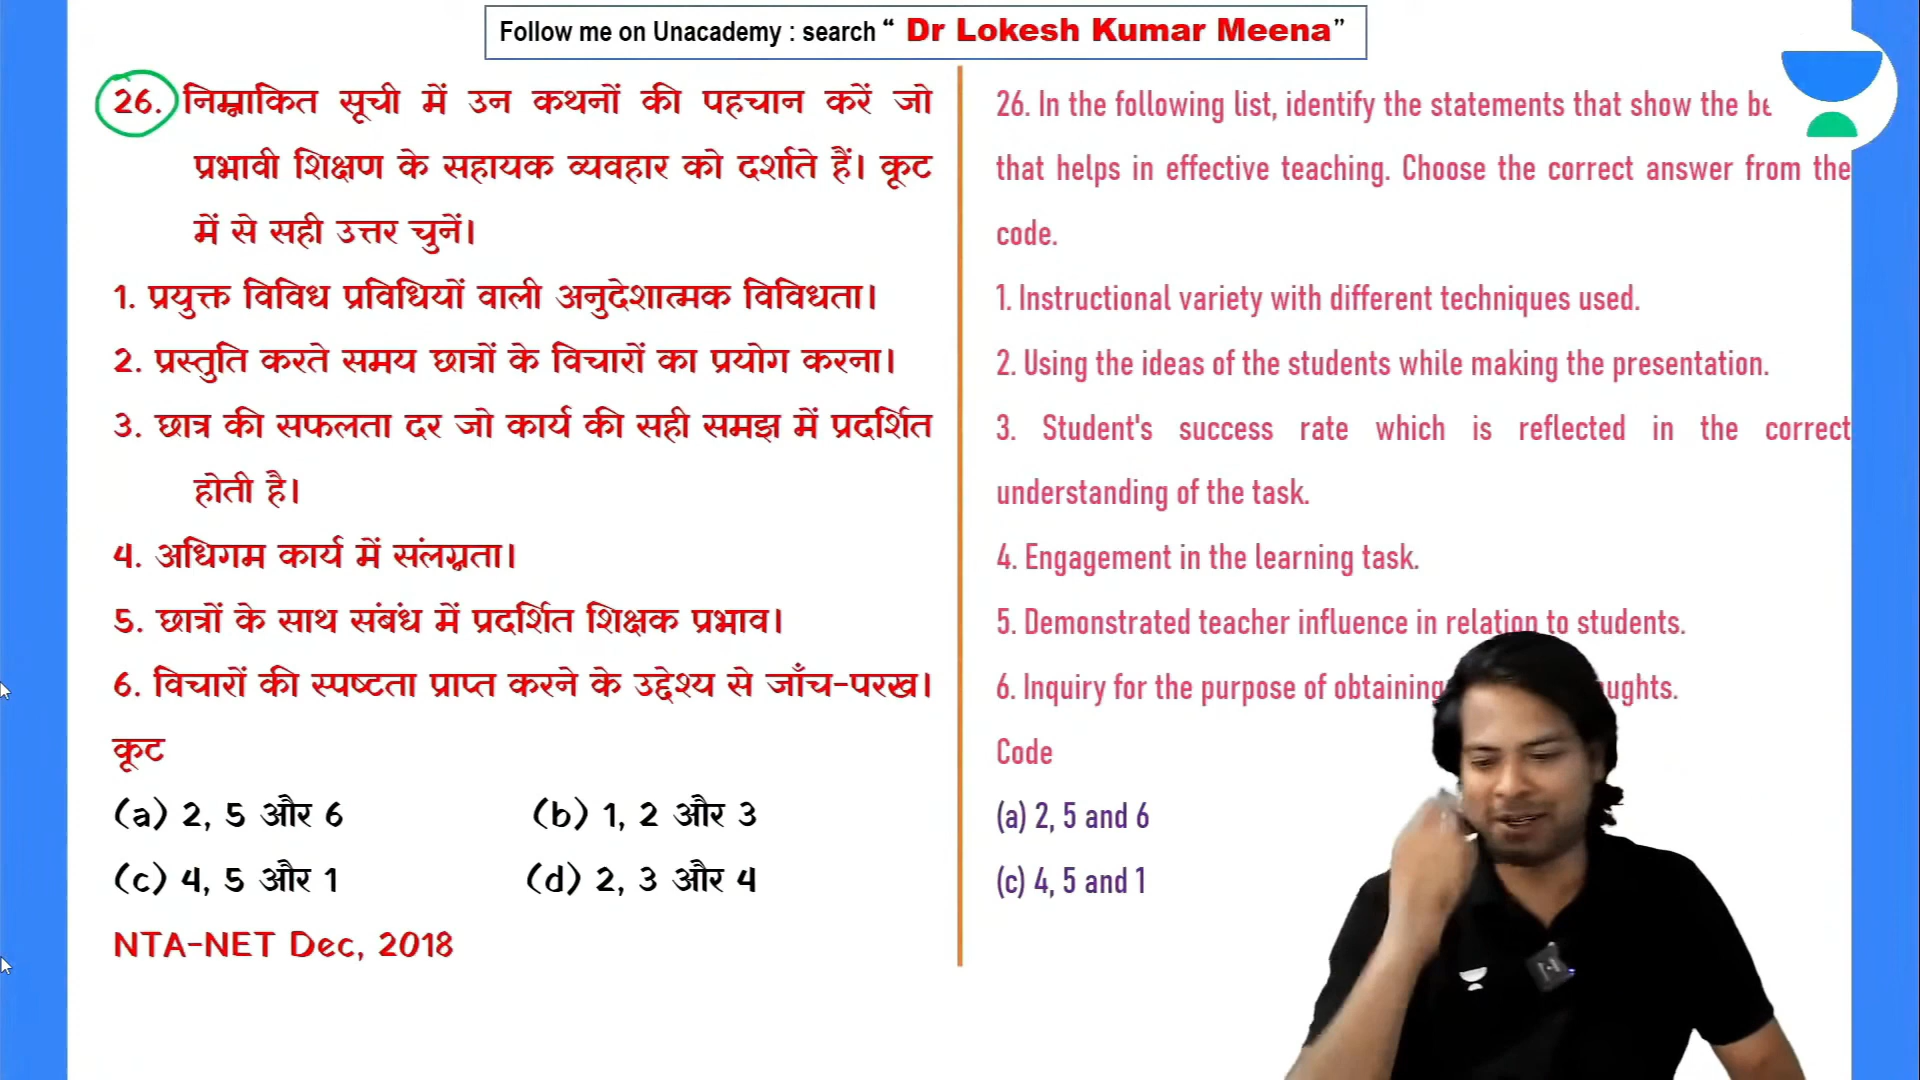 Follow me on Unacademy : search “ Dr Lokesh Kumar Meena”
26. निम्नांकित सूची में उन कथनों की पहचान करें जो
प्रभावी शिक्षण के सहायक व्यवहार को दर्शाते हैं। कूट
में से सही उत्तर चुनें।
1. प्रयुक्त विविध प्रविधियों वाली अनुदेशात्मक विविधता।
2. प्रस्तुति करते समय छात्रों के विचारों का प्रयोग करना।
3. छात्र की सफलता दर जो कार्य की सही समझ में प्रदर्शित
होती है।
4. अधिगम कार्य में संलग्नता।
5. छात्रों के साथ संबंध में प्रदर्शित शिक्षक प्रभाव।
6. विचारों की स्पष्टता प्राप्त करने के उद्देश्य से जाँच-परख।
कूट
(a) 2, 5 और 6 (b) 1, 2 और 3
(c) 4, 5 और 1 (d) 2, 3 और 4
NTA-NET Dec, 2018
26. In the following list, identify the statements that show the
that helps in effective teaching. Choose the correct answer from the
code.
1. Instructional variety with different techniques used.
2. Using the ideas of the students while making the presentation.
3. Student's success rate which is reflected in the correct
understanding of the task.
4. Engagement in the learning task.
5. Demonstrated teacher influence in relation to students.
6. Inquiry for the purpose of obtaining
Code
(a) 2, 5 and 6
(c) 4, 5 and 1